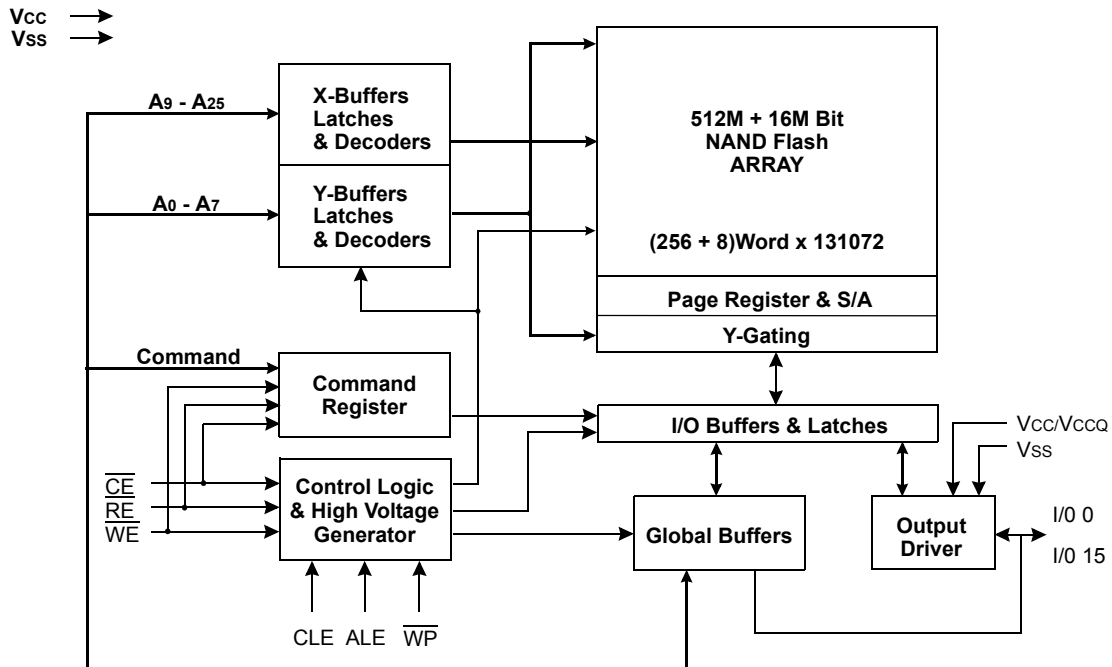 VCC
VSS
A9 - A25
X-Buffers
Latches
& Decoders
512M + 16M Bit
NAND Flash
ARRAY
A0 - A7
Y-Buffers
Latches
& Decoders
(256 + 8)Word x 131072
Page Register & S/A
Y-Gating
Command
Command
Register
I/O Buffers & Latches
VCC/VCCQ
VSS
CE
RE
WE
Control Logic
& High Voltage
Generator
Global Buffers
Output
Driver
I/0 0
I/0 15
CLE
ALE
WP